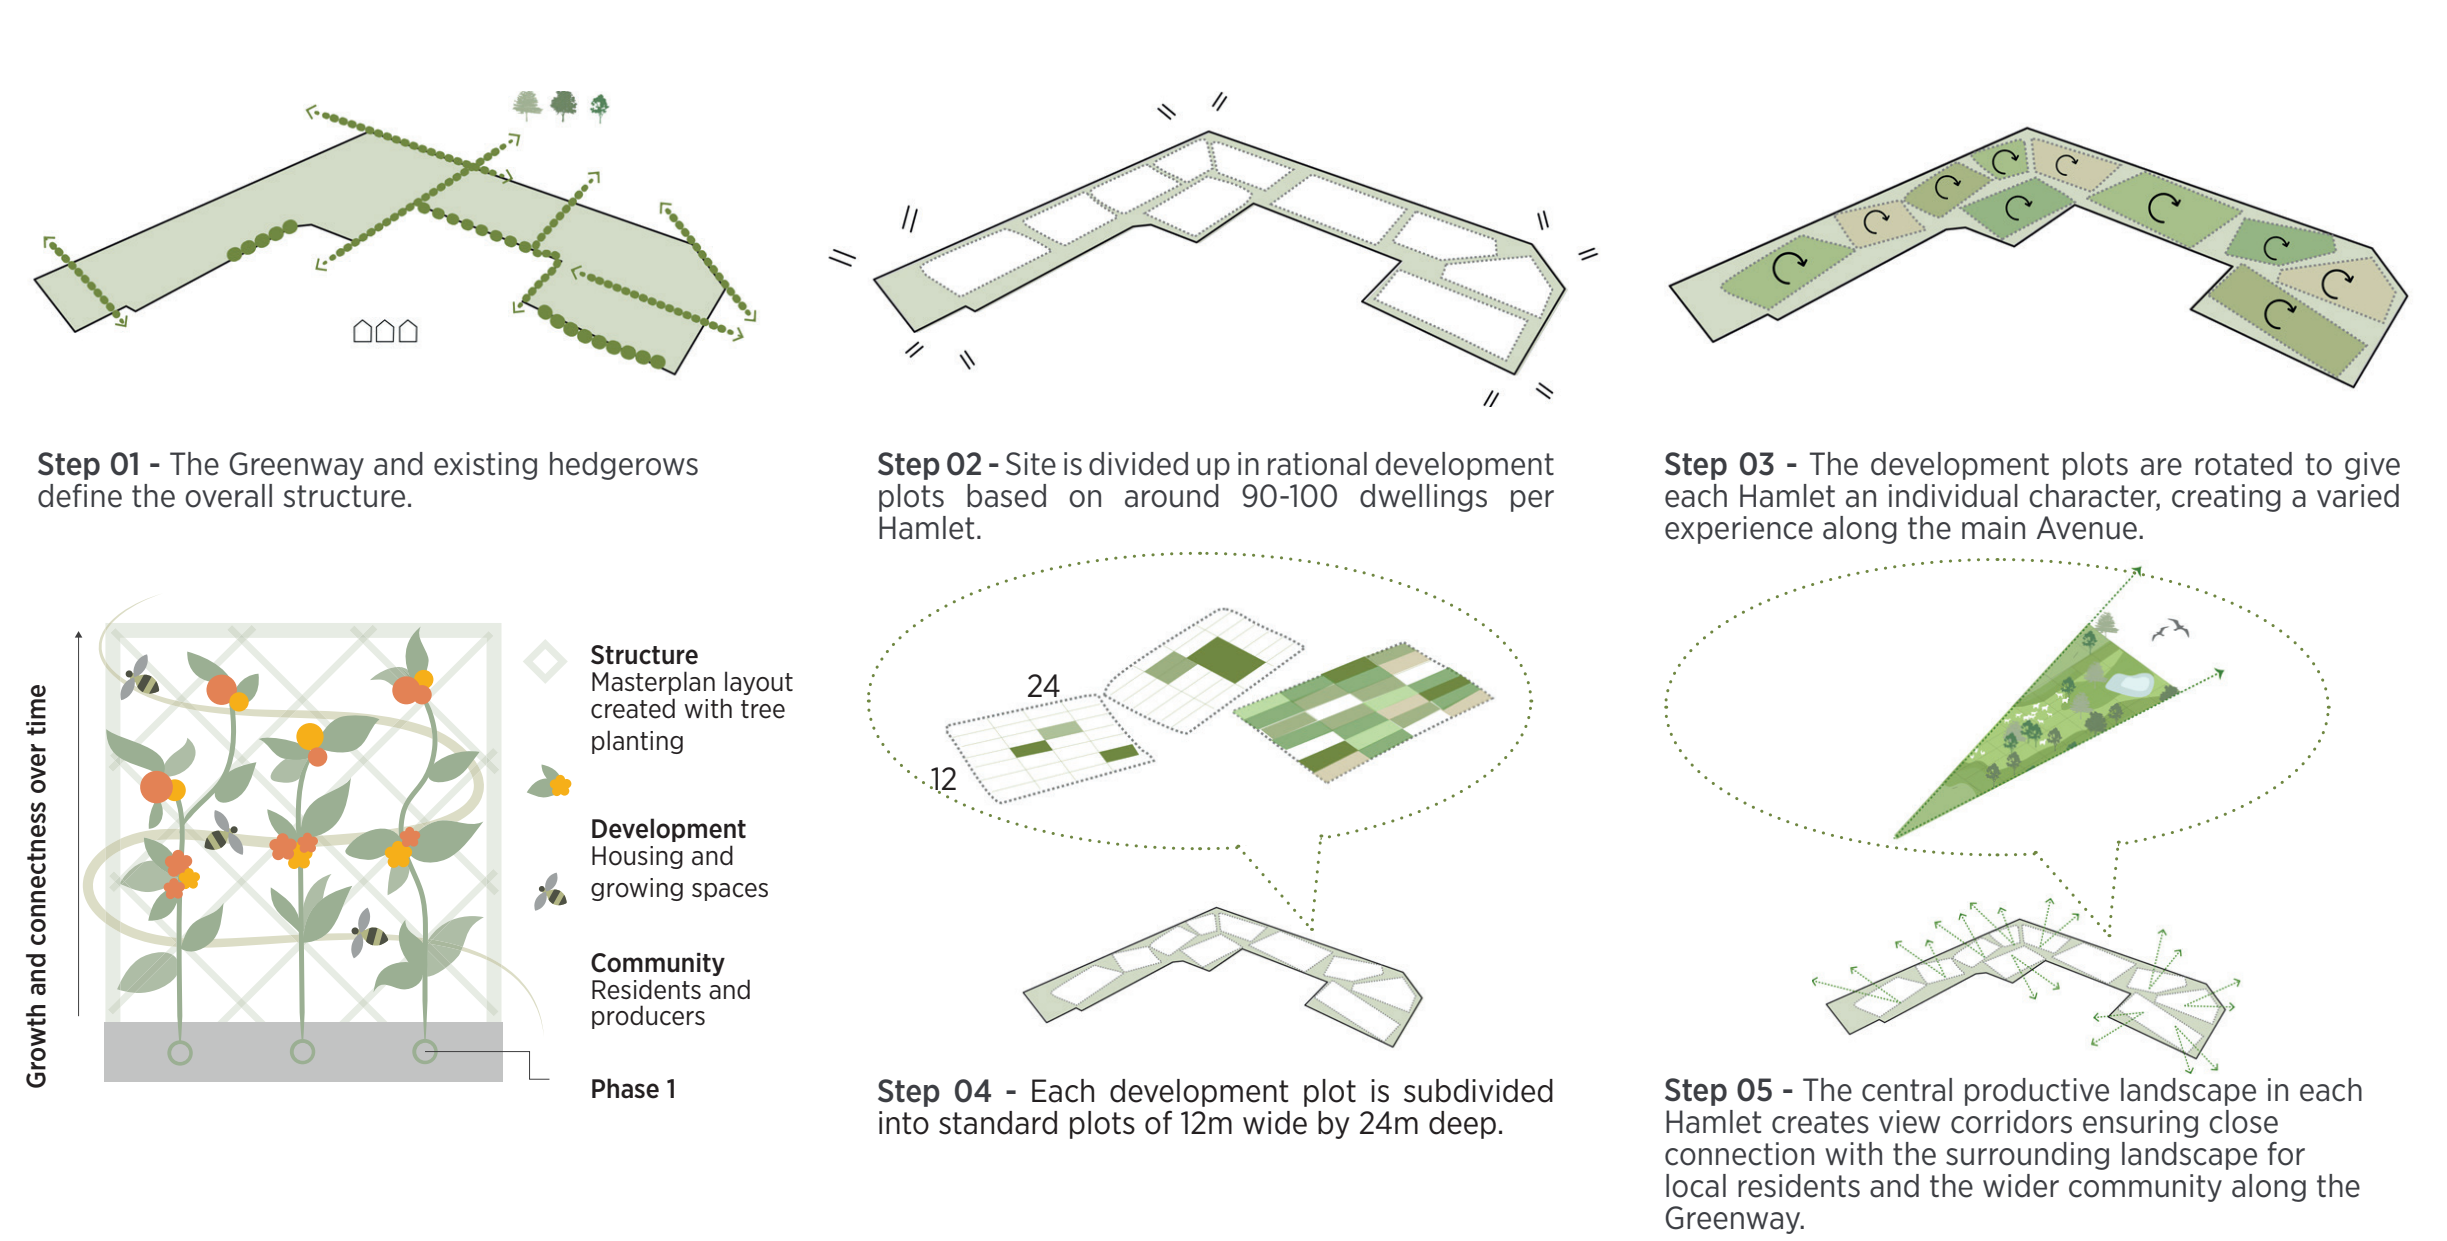 Step 01 - The Greenway and existing hedgerows
define the overall structure.
Step 02 - Site is divided up in rational development
plots based on around 90-100 dwellings per
Hamlet.
Step 03 - The development plots are rotated to give
each Hamlet an individual character, creating a varied
experience along the main Avenue.
Growth and connectness over time
Structure
Masterplan layout
created with tree
planting
Development
Housing and
growing spaces
Community
Residents and
producers
Phase 1
24
12
Step 04 - Each development plot is subdivided
into standard plots of 12m wide by 24m deep.
Step 05 - The central productive landscape in each
Hamlet creates view corridors ensuring close
connection with the surrounding landscape for
local residents and the wider community along the
Greenway.